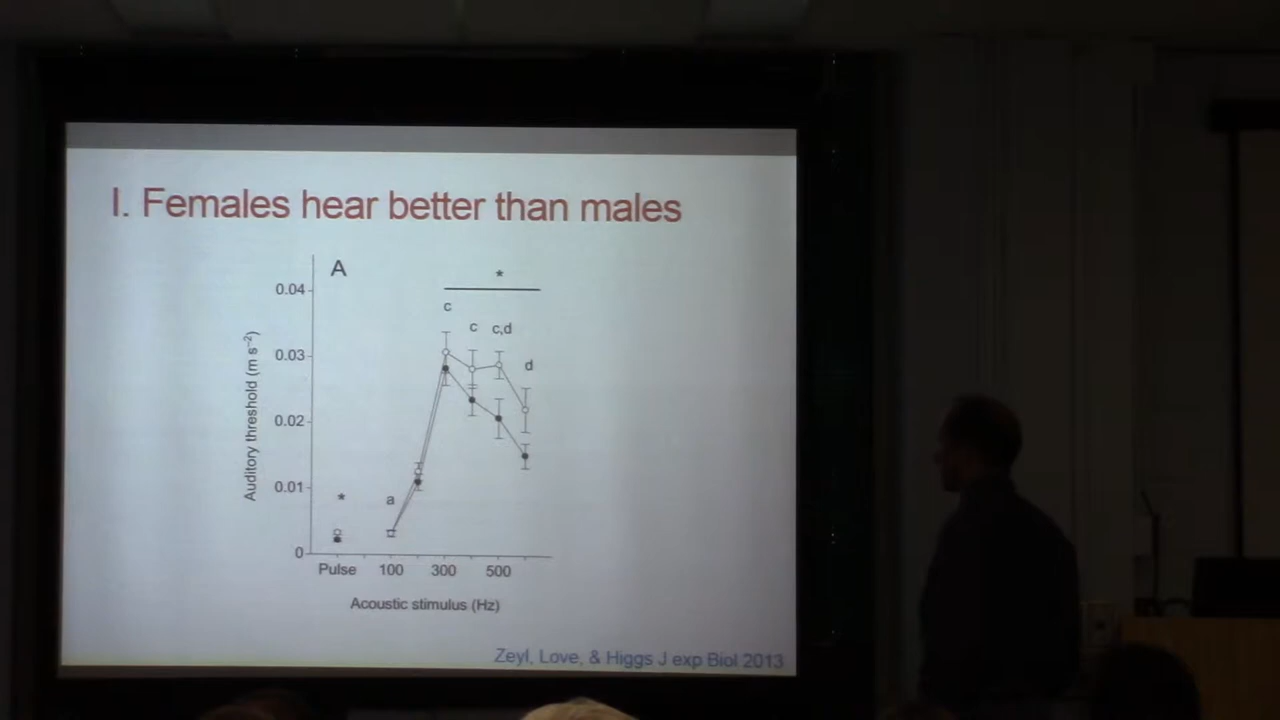 I. Females hear better than males
A
*
0.04
c
c
c,d
0.03
d
Auditory threshold (m s⁻²)
0.02
0.01
*
a
0
Pulse 100 300 500
Acoustic stimulus (Hz)
Zeyl, Love, & Higgs J exp Biol 2013